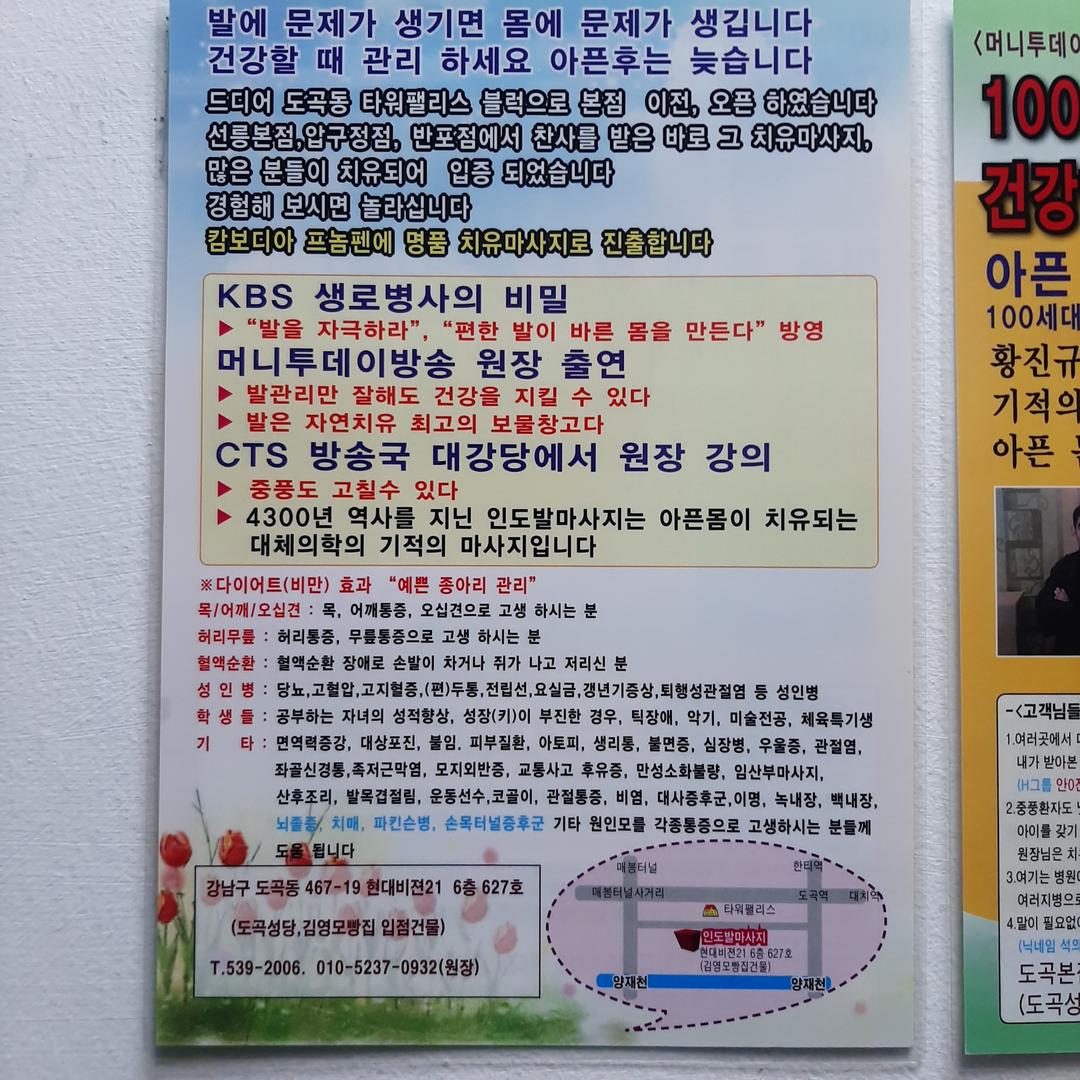 발에 문제가 생기면 몸에 문제가 생깁니다
건강할 때 관리 하세요 아픈후는 늦습니다
드디어 도곡동 타워팰리스 블럭으로 본점 이전, 오픈 하였습니다
선릉본점,압구정점, 반포점에서 찬사를 받은 바로 그 치유마사지,
많은 분들이 치유되어 입증 되었습니다
경험해 보시면 놀라십니다
캄보디아 프놈펜에 명품 치유마사지로 진출합니다
KBS 생로병사의 비밀
▶ “발을 자극하라”, “편한 발이 바른 몸을 만든다” 방영
머니투데이방송 원장 출연
▶ 발관리만 잘해도 건강을 지킬 수 있다
▶ 발은 자연치유 최고의 보물창고다
CTS 방송국 대강당에서 원장 강의
▶ 중풍도 고칠수 있다
▶ 4300년 역사를 지닌 인도발마사지는 아픈몸이 치유되는
대체의학의 기적의 마사지입니다
※다이어트(비만) 효과 “예쁜 종아리 관리”
목/어깨/오십견 : 목, 어깨통증, 오십견으로 고생 하시는 분
허리무릎 : 허리통증, 무릎통증으로 고생 하시는 분
혈액순환 : 혈액순환 장애로 손발이 차거나 쥐가 나고 저리신 분
성 인 병 : 당뇨,고혈압,고지혈증,(편)두통,전립선,요실금,갱년기증상,퇴행성관절염 등 성인병
학 생 들 : 공부하는 자녀의 성적향상, 성장(키)이 부진한 경우, 틱장애, 악기, 미술전공, 체육특기생
기 타 : 면역력증강, 대상포진, 불임. 피부질환, 아토피, 생리통, 불면증, 심장병, 우울증, 관절염,
좌골신경통,족저근막염, 모지외반증, 교통사고 후유증, 만성소화불량, 임산부마사지,
산후조리, 발목겹절림, 운동선수,코골이, 관절통증, 비염, 대사증후군,이명, 녹내장, 백내장,
뇌졸중, 치매, 파킨슨병, 손목터널증후군 기타 원인모를 각종통증으로 고생하시는 분들께
도움 됩니다
강남구 도곡동 467-19 현대비젼21 6층 627호
(도곡성당,김영모빵집 입점건물)
T.539-2006. 010-5237-0932(원장)
매봉터널
한티역
매봉터널사거리
도곡역
대치역
타워팰리스
인도발마사지
현대비젼21 6층 627호
(김영모빵집건물)
양재천
양재천
<머니투데이
100
건강
아픈
100세대
황진규
기적의
아픈
-<고객님들
1.여러곳에서
내가 받아본
(H그룹 안0진
2.중풍환자도
아이를 갖기
원장님은
3.여기는 병원
여러지병으로
4.말이 필요없
(닉네임 석의
도곡본점
(도곡성